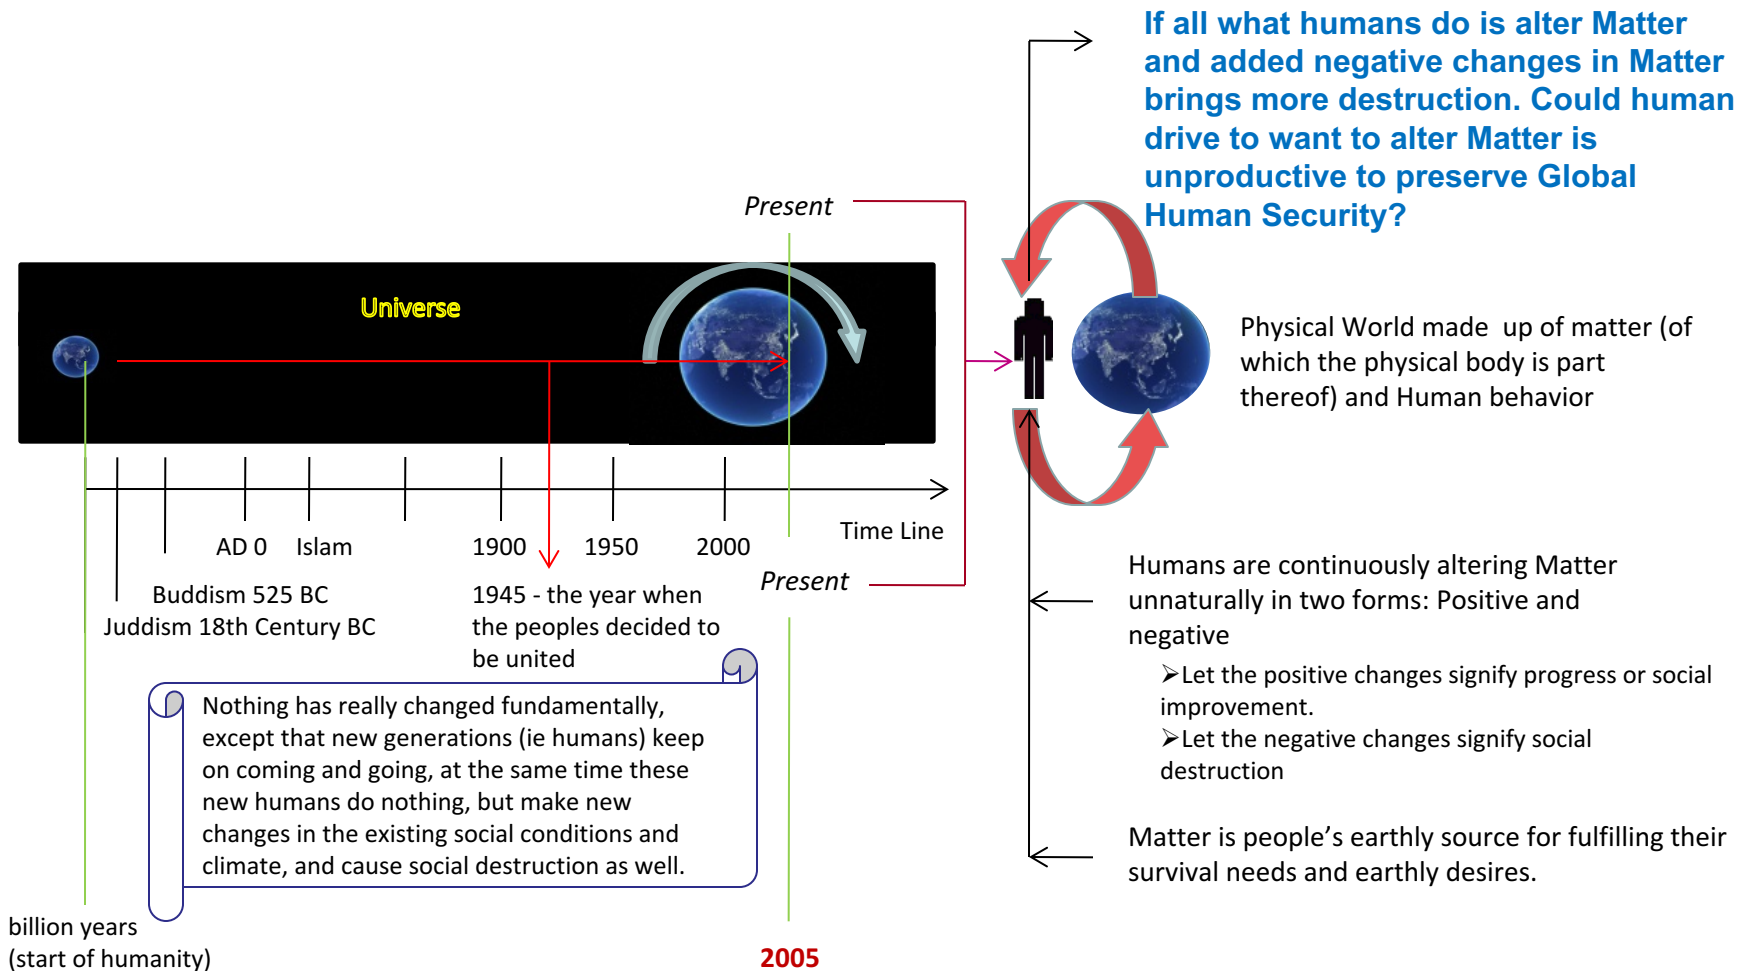 If all what humans do is alter Matter
and added negative changes in Matter
brings more destruction. Could human
drive to want to alter Matter is
unproductive to preserve Global
Human Security?
Present
Universe
Physical World made up of matter (of
which the physical body is part
thereof) and Human behavior
Time Line
AD 0
Islam
1900
1950
2000
Present
Buddism 525 BC
Juddism 18th Century BC
1945 - the year when
the peoples decided to
be united
Humans are continuously altering Matter
unnaturally in two forms: Positive and
negative
➢Let the positive changes signify progress or social
improvement.
➢Let the negative changes signify social
destruction
Nothing has really changed fundamentally,
except that new generations (ie humans) keep
on coming and going, at the same time these
new humans do nothing, but make new
changes in the existing social conditions and
climate, and cause social destruction as well.
Matter is people’s earthly source for fulfilling their
survival needs and earthly desires.
billion years
(start of humanity)
2005